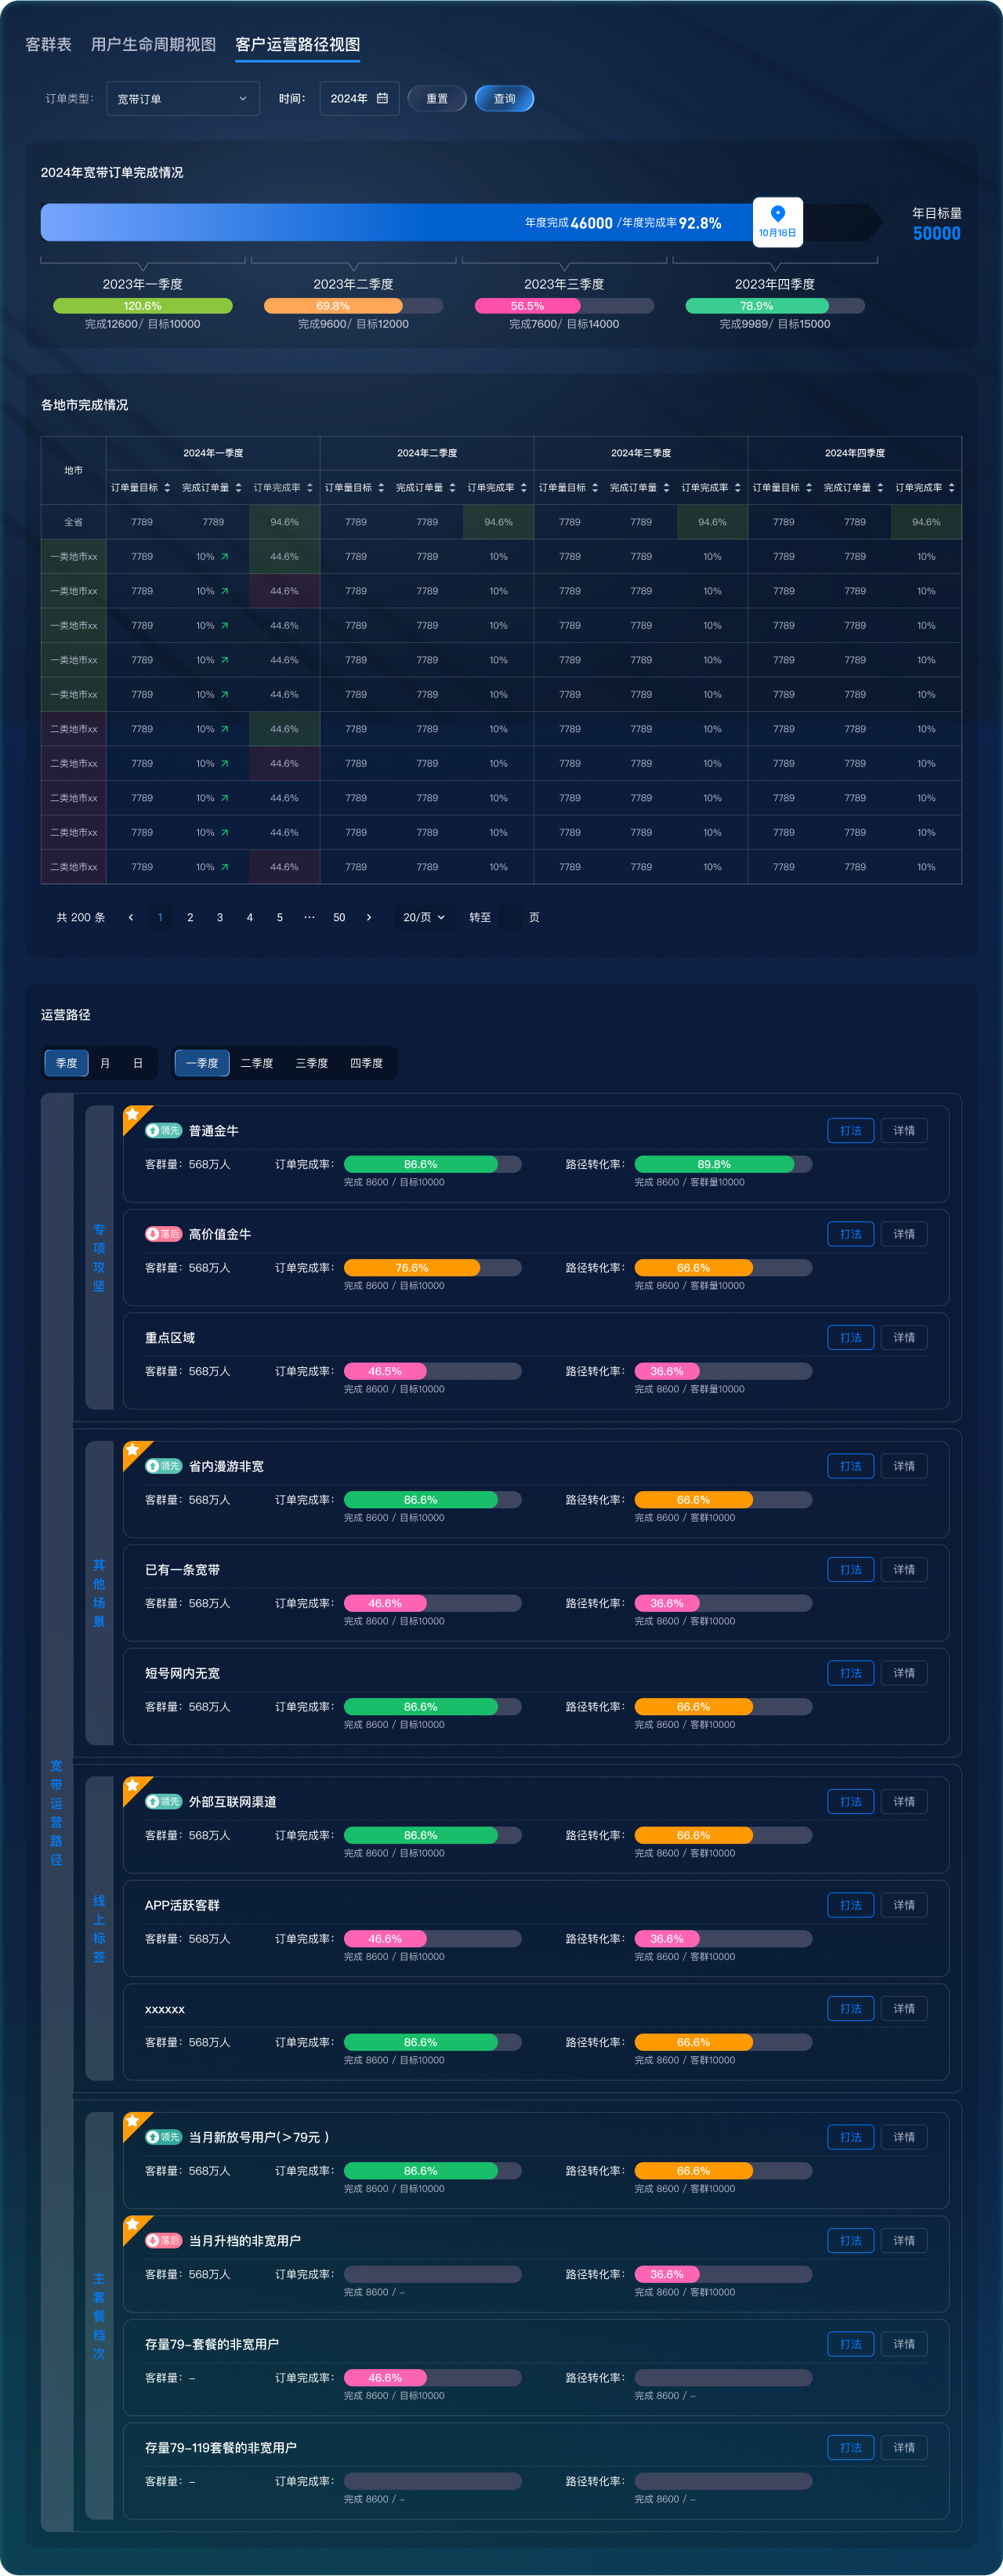 客群表 用户生命周期视图 客户运营路径视图
订单类型: 宽带订单 时间: 2024年 重置 查询
2024年宽带订单完成情况
年度完成46000 /年度完成率92.8%
10月18日
年目标量
50000
2023年一季度 2023年二季度 2023年三季度 2023年四季度
120.6% 69.8% 56.5% 78.9%
完成12600/ 目标10000 完成9600/ 目标12000 完成7600/ 目标14000 完成9989/ 目标15000
各地市完成情况
地市 2024年一季度 2024年二季度 2024年三季度 2024年四季度
订单量目标 完成订单量 订单完成率 订单量目标 完成订单量 订单完成率 订单量目标 完成订单量 订单完成率 订单量目标 完成订单量 订单完成率
全省 7789 7789 94.6% 7789 7789 94.6% 7789 7789 94.6% 7789 7789 94.6%
一类地市xx 7789 10% 44.6% 7789 7789 10% 7789 7789 10% 7789 7789 10%
一类地市xx 7789 10% 44.6% 7789 7789 10% 7789 7789 10% 7789 7789 10%
一类地市xx 7789 10% 44.6% 7789 7789 10% 7789 7789 10% 7789 7789 10%
一类地市xx 7789 10% 44.6% 7789 7789 10% 7789 7789 10% 7789 7789 10%
一类地市xx 7789 10% 44.6% 7789 7789 10% 7789 7789 10% 7789 7789 10%
二类地市xx 7789 10% 44.6% 7789 7789 10% 7789 7789 10% 7789 7789 10%
二类地市xx 7789 10% 44.6% 7789 7789 10% 7789 7789 10% 7789 7789 10%
二类地市xx 7789 10% 44.6% 7789 7789 10% 7789 7789 10% 7789 7789 10%
二类地市xx 7789 10% 44.6% 7789 7789 10% 7789 7789 10% 7789 7789 10%
二类地市xx 7789 10% 44.6% 7789 7789 10% 7789 7789 10% 7789 7789 10%
共 200 条 1 2 3 4 5 ··· 50 20/页 转至 页
运营路径
季度 月 日 一季度 二季度 三季度 四季度
宽带运营路径
专项攻坚
领先 普通金牛 打法 详情
客群量: 568万人 订单完成率: 86.6% 路径转化率: 89.8%
完成 8600 / 目标10000 完成 8600 / 客群量10000
落后 高价值金牛 打法 详情
客群量: 568万人 订单完成率: 76.6% 路径转化率: 66.6%
完成 8600 / 目标10000 完成 8600 / 客群量10000
重点区域 打法 详情
客群量: 568万人 订单完成率: 46.5% 路径转化率: 36.6%
完成 8600 / 目标10000 完成 8600 / 客群量10000
其他场景
领先 省内漫游非宽 打法 详情
客群量: 568万人 订单完成率: 86.6% 路径转化率: 66.6%
完成 8600 / 目标10000 完成 8600 / 客群10000
已有一条宽带 打法 详情
客群量: 568万人 订单完成率: 46.6% 路径转化率: 36.6%
完成 8600 / 目标10000 完成 8600 / 客群10000
短号网内无宽 打法 详情
客群量: 568万人 订单完成率: 86.6% 路径转化率: 66.6%
完成 8600 / 目标10000 完成 8600 / 客群10000
线上标签
领先 外部互联网渠道 打法 详情
客群量: 568万人 订单完成率: 86.6% 路径转化率: 66.6%
完成 8600 / 目标10000 完成 8600 / 客群10000
APP活跃客群 打法 详情
客群量: 568万人 订单完成率: 46.6% 路径转化率: 36.6%
完成 8600 / 目标10000 完成 8600 / 客群10000
xxxxxx 打法 详情
客群量: 568万人 订单完成率: 86.6% 路径转化率: 66.6%
完成 8600 / 目标10000 完成 8600 / 客群10000
主套餐档次
领先 当月新放号用户(>79元 ) 打法 详情
客群量: 568万人 订单完成率: 86.6% 路径转化率: 66.6%
完成 8600 / 目标10000 完成 8600 / 客群10000
落后 当月升档的非宽用户 打法 详情
客群量: 568万人 订单完成率: 路径转化率: 36.6%
完成 8600 / – 完成 8600 / 客群10000
存量79–套餐的非宽用户 打法 详情
客群量: – 订单完成率: 46.6% 路径转化率:
完成 8600 / 目标10000 完成 8600 / –
存量79–119套餐的非宽用户 打法 详情
客群量: – 订单完成率: 路径转化率:
完成 8600 / – 完成 8600 / –